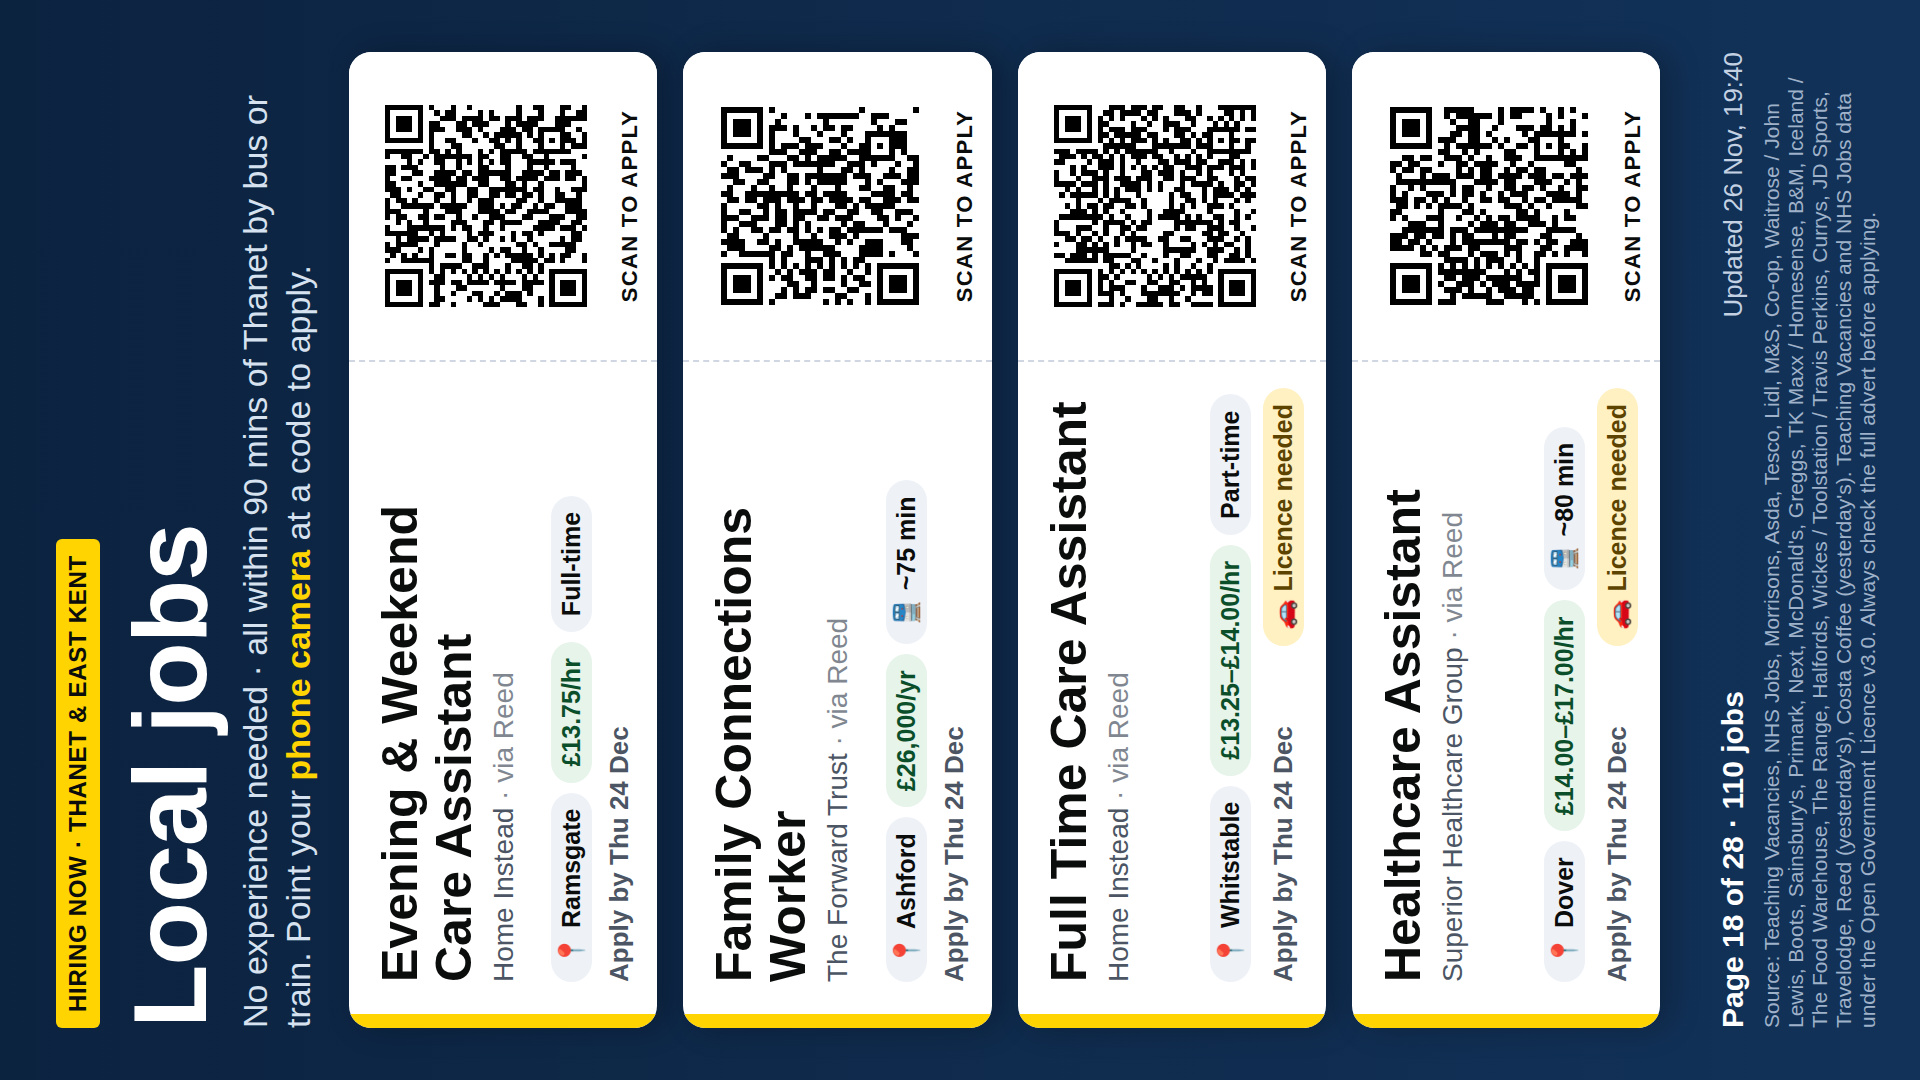 HIRING NOW · THANET & EAST KENT
Local jobs
No experience needed · all within 90 mins of Thanet by bus or
train. Point your phone camera at a code to apply.
Evening & Weekend
Care Assistant
Home Instead · via Reed
📍 Ramsgate
£13.75/hr
Full-time
Apply by Thu 24 Dec
SCAN TO APPLY
Family Connections
Worker
The Forward Trust · via Reed
📍 Ashford
£26,000/yr
🚆 ~75 min
Apply by Thu 24 Dec
SCAN TO APPLY
Full Time Care Assistant
Home Instead · via Reed
📍 Whitstable
£13.25–£14.00/hr
Part-time
Apply by Thu 24 Dec
🚗 Licence needed
SCAN TO APPLY
Healthcare Assistant
Superior Healthcare Group · via Reed
📍 Dover
£14.00–£17.00/hr
🚆 ~80 min
Apply by Thu 24 Dec
🚗 Licence needed
SCAN TO APPLY
Page 18 of 28 · 110 jobs
Updated 26 Nov, 19:40
Source: Teaching Vacancies, NHS Jobs, Morrisons, Asda, Tesco, Lidl, M&S, Co-op, Waitrose / John
Lewis, Boots, Sainsbury's, Primark, Next, McDonald's, Greggs, TK Maxx / Homesense, B&M, Iceland /
The Food Warehouse, The Range, Halfords, Wickes / Toolstation / Travis Perkins, Currys, JD Sports,
Travelodge, Reed (yesterday's), Costa Coffee (yesterday's). Teaching Vacancies and NHS Jobs data
under the Open Government Licence v3.0. Always check the full advert before applying.